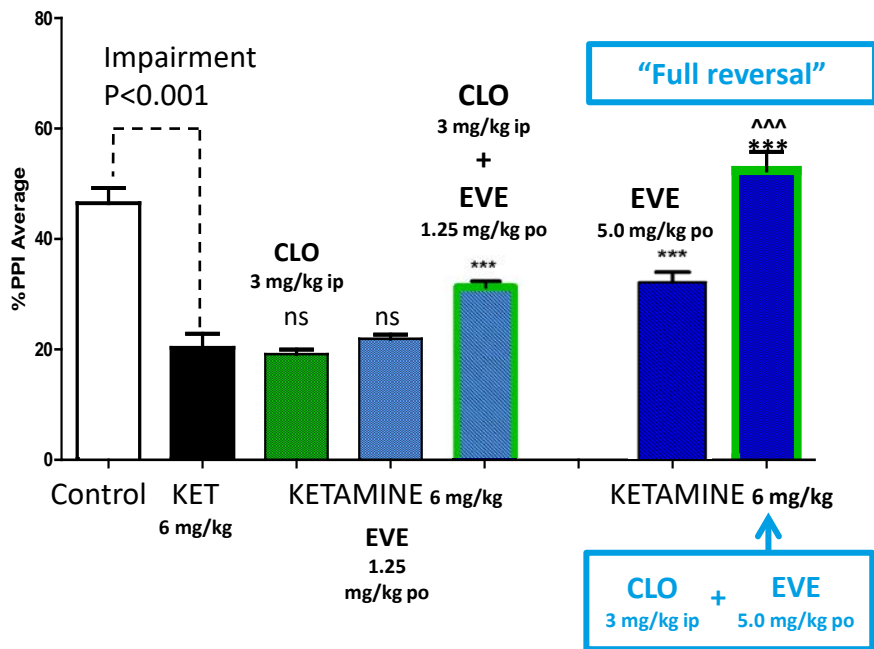 80
60
40
20
0
%PPI Average
Impairment
P<0.001
CLO
3 mg/kg ip
ns
ns
CLO
3 mg/kg ip
+
EVE
1.25 mg/kg po
***
EVE
5.0 mg/kg po
***
“Full reversal”
^^^
***
Control
KET
6 mg/kg
KETAMINE 6 mg/kg
EVE
1.25
mg/kg po
KETAMINE 6 mg/kg
CLO + EVE
3 mg/kg ip 5.0 mg/kg po